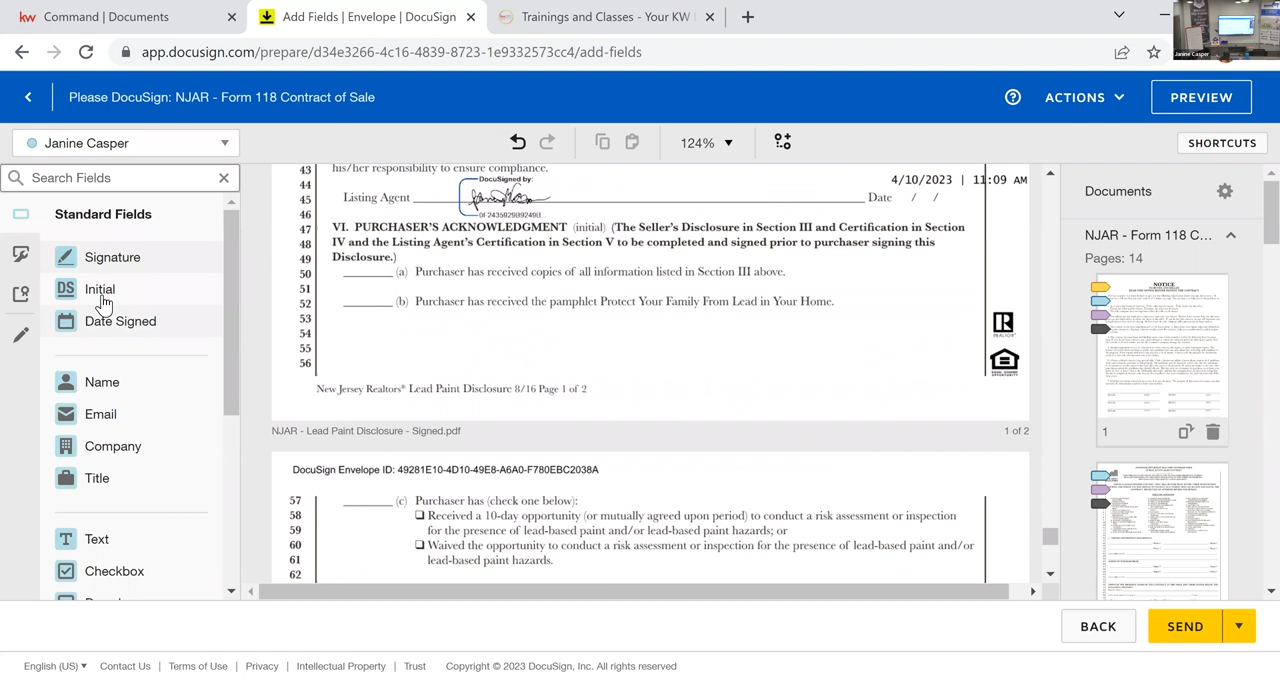 kw Command | Documents
Add Fields | Envelope | DocuSign
Training and Classes - Your KW
app.docusign.com/prepare/d34e3266-4c16-4839-8723-1e93357 /add-fields
Janine Casper
Please DocuSign: NJAR - Form 118 Contract of Sale
ACTIONS
PREVIEW
Janine Casper
124%
SHORTCUTS
Search Fields
Standard Fields
Signature
DS Initial
Date Signed
Name
Email
Company
Title
T Text
Checkbox
43 his/her responsibility to ensure compliance.
44 DocuSigned by: 4/10/2023 | 11:09 AM
45 Listing Agent Date / /
46 0F2435929B9249B
47 VI. PURCHASER'S ACKNOWLEDGMENT (initial) (The Seller's Disclosure in Section III and Certification in Section
48 IV and the Listing Agent's Certification in Section V to be completed and signed prior to purchaser signing this
49 Disclosure.)
50 (a) Purchaser has received copies of all information listed in Section III above.
51
52 (b) Purchaser has received the pamphlet Protect Your Family From Lead in Your Home.
53
54
55
56
New Jersey Realtors® Lead Paint Disclosure 08/16 Page 1 of 2
EQUAL HOUSING OPPORTUNITY
NJAR - Lead Paint Disclosure - Signed.pdf
1 of 2
DocuSign Envelope ID: 49281E10-4D10-49E8-A6A0-F780EBC2038A
(c) Purchaser has (check one below):
Received a 10-day opportunity (or mutually agreed upon period) to conduct a risk assessment or inspection
for the presence of lead-based paint and/or lead-based paint hazards; or
61 Waived the opportunity to conduct a risk assessment or inspection for the presence of lead-based paint and/or
62 lead-based paint hazards.
Documents
NJAR - Form 118 C...
Pages: 14
NOTICE
1
BACK
SEND
English (US)
Contact Us
Terms of Use
Privacy
Intellectual Property
Trust
Copyright © 2023 DocuSign, Inc. All rights reserved